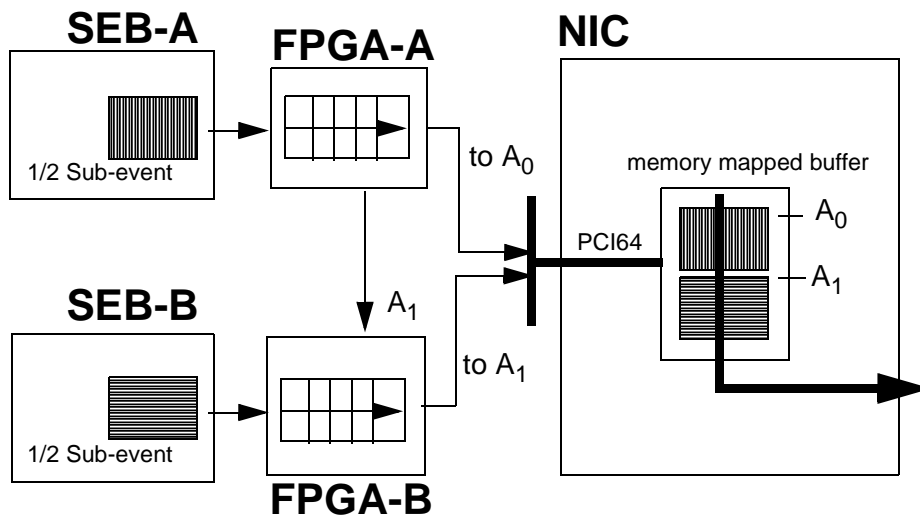 SEB-A
FPGA-A
NIC
1/2 Sub-event
to A0
memory mapped buffer
A0
PCI64
A1
SEB-B
A1
to A1
1/2 Sub-event
FPGA-B